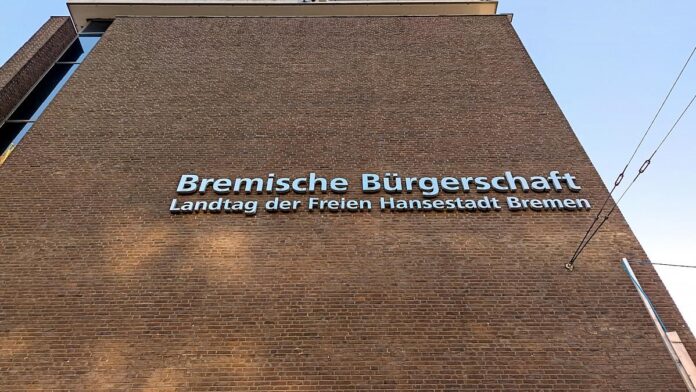 Bremische Bürgerschaft
Landtag der Freien Hansestadt Bremen